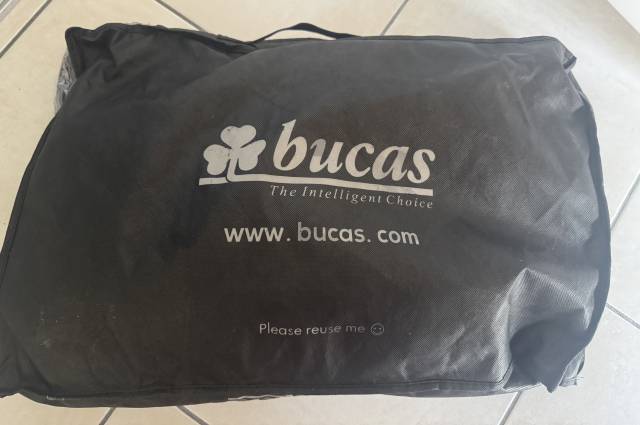 bucas
The Intelligent Choice
www.bucas.com
Please reuse me ☺